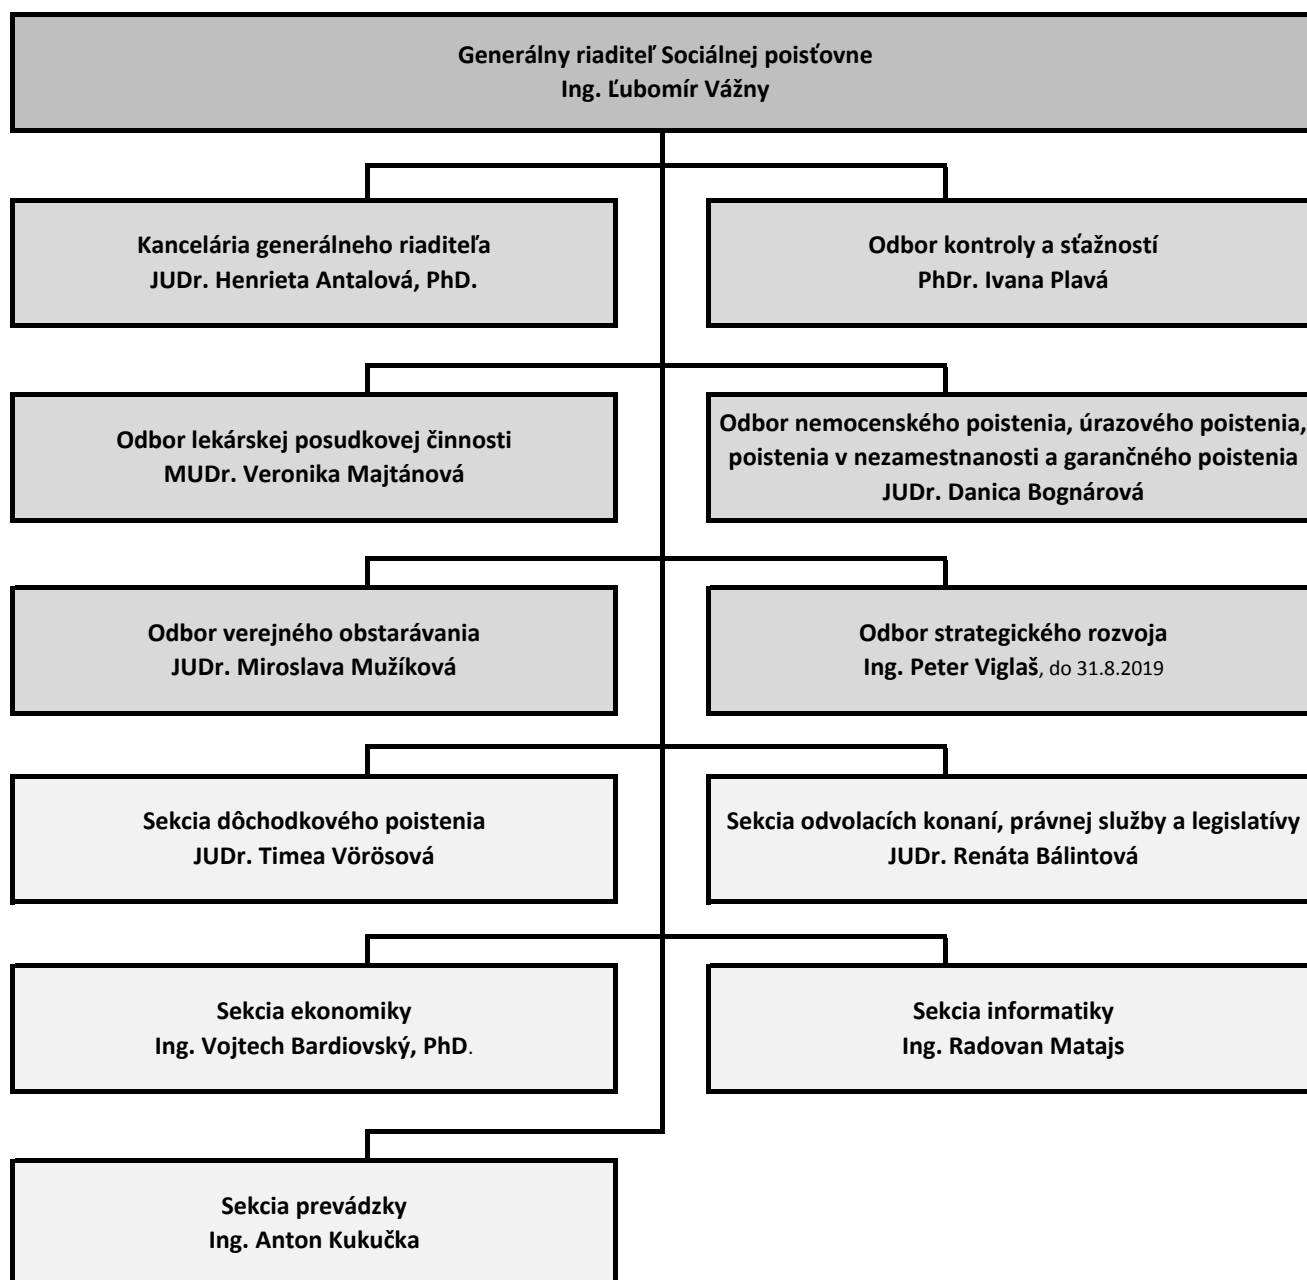 Generálny riaditeľ Sociálnej poisťovne
Ing. Ľubomír Vážny
Kancelária generálneho riaditeľa
JUDr. Henrieta Antalová, PhD.
Odbor kontroly a sťažností
PhDr. Ivana Plavá
Odbor lekárskej posudkovej činnosti
MUDr. Veronika Majtánová
Odbor nemocenského poistenia, úrazového poistenia,
poistenia v nezamestnanosti a garančného poistenia
JUDr. Danica Bognárová
Odbor verejného obstarávania
JUDr. Miroslava Mužíková
Odbor strategického rozvoja
Ing. Peter Viglaš, do 31.8.2019
Sekcia dôchodkového poistenia
JUDr. Timea Vörösová
Sekcia odvolacích konaní, právnej služby a legislatívy
JUDr. Renáta Bálintová
Sekcia ekonomiky
Ing. Vojtech Bardiovský, PhD.
Sekcia informatiky
Ing. Radovan Matajs
Sekcia prevádzky
Ing. Anton Kukučka